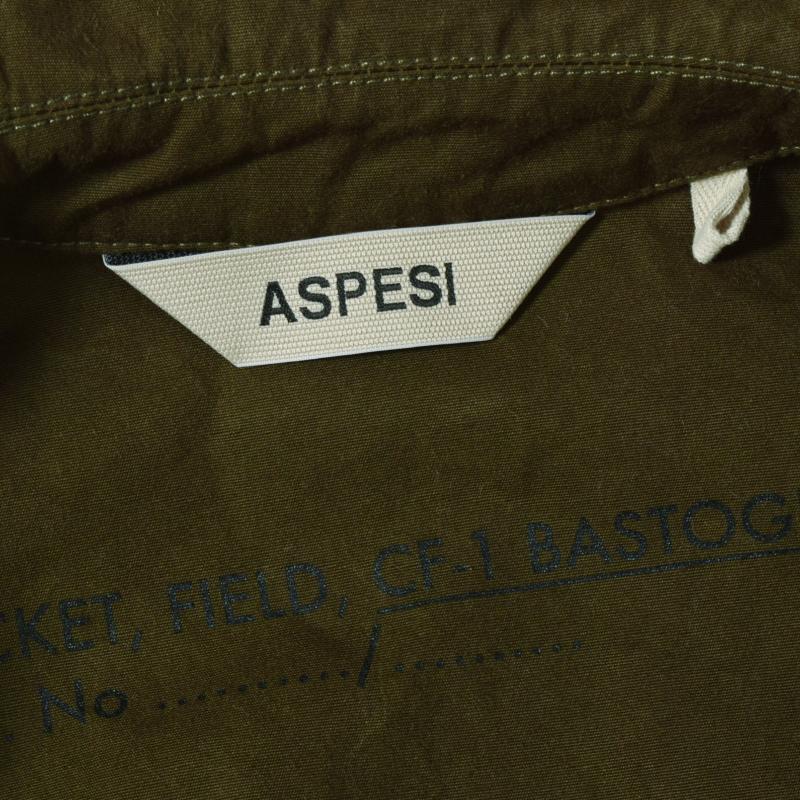 ASPESI
CKET, FIELD, CF-1 BASTOG
. No ........../..........